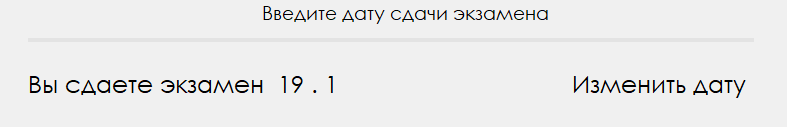 Введите дату сдачи экзамена
Вы сдаете экзамен 19 . 1 Изменить дату